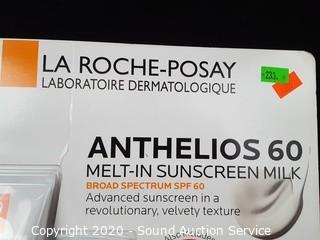 LA ROCHE-POSAY
LABORATOIRE DERMATOLOGIQUE
233
ANTHELIOS 60
MELT-IN SUNSCREEN MILK
BROAD SPECTRUM SPF 60
Advanced sunscreen in a
revolutionary, velvety texture
Copyright 2020 - Sound Auction Service